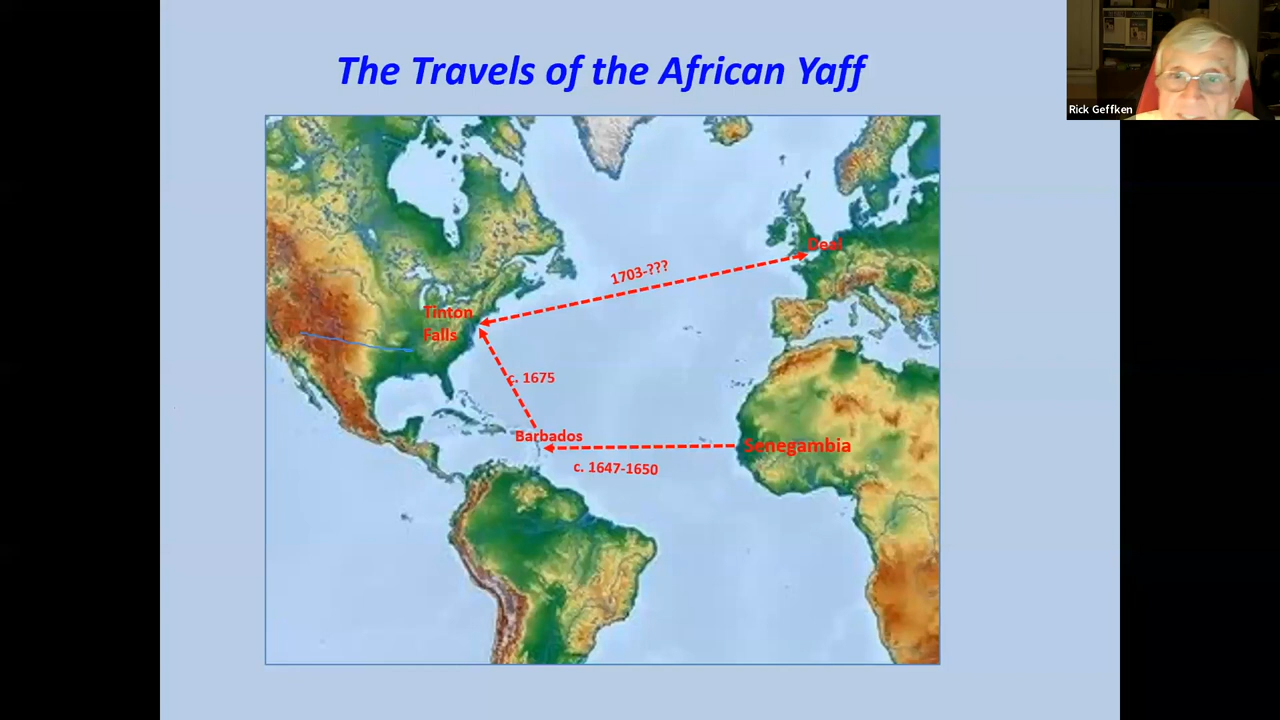 The Travels of the African Yaff
Rick Geffken
Deal
1703-???
Tinton
Falls
c. 1675
Barbados
Senegambia
c. 1647-1650